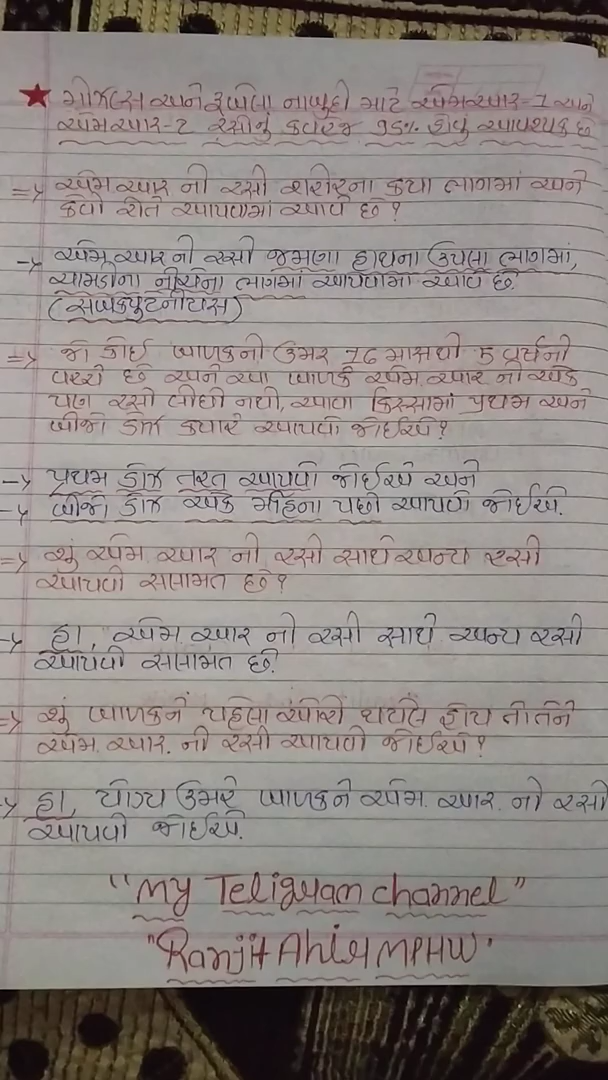 ★ મીઝલ્સ અને રૂબેલા નાબુદી માટે એમઆર-1 અને
એમઆર-2 રસીનું કવરેજ 95% હોવું આવશ્યક છે
=> એમ.આર ની રસી શરીરના કયા ભાગમાં અને
કેવી રીતે આપવામાં આવે છે ?
-> એમ.આર ની રસી જમણા હાથના ઉપલા ભાગમાં,
ચામડીના નીચેના ભાગમાં આપવામાં આવે છે.
(સબક્યુટેનીયસ)
=> જો કોઈ બાળકની ઉંમર 16 માસથી 5 વર્ષની
વચ્ચે છે અને આ બાળકે એમ.આર ની એકે
પણ રસી લીધી નથી, આવા કિસ્સામાં પ્રથમ અને
બીજો ડોઝ ક્યારે આપવો જોઈએ ?
-> પ્રથમ ડોઝ તરત આપવો જોઈએ અને
-> બીજો ડોઝ એક મહિના પછી આપવો જોઈએ.
=> શું એમ.આર ની રસી સાથે અન્ય રસી
આપવી સલામત છે ?
-> હા, એમ.આર ની રસી સાથે અન્ય રસી
આપવી સલામત છે.
=> શું બાળકને પહેલા ઓરી થયેલ હોય તો તેને
એમ.આર. ની રસી આપવી જોઈએ ?
-> હા, યોગ્ય ઉંમરે બાળકને એમ.આર. ની રસી
આપવી જોઈએ.
"My Teligram channel"
"Ranjit Ahir MPHW"